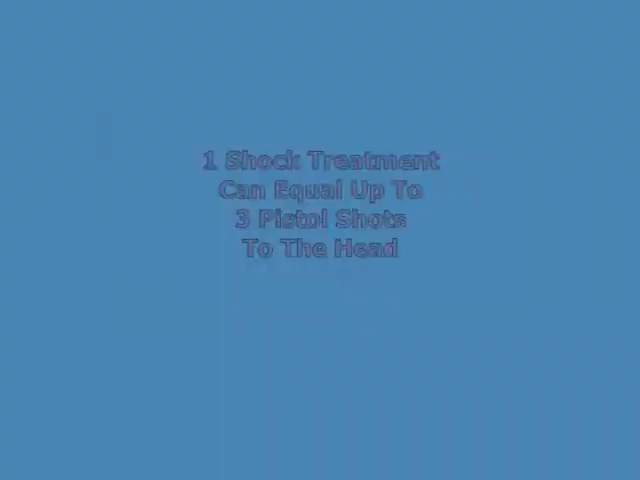 1 Shock Treatment
Can Equal Up To
3 Pistol Shots
To The Head